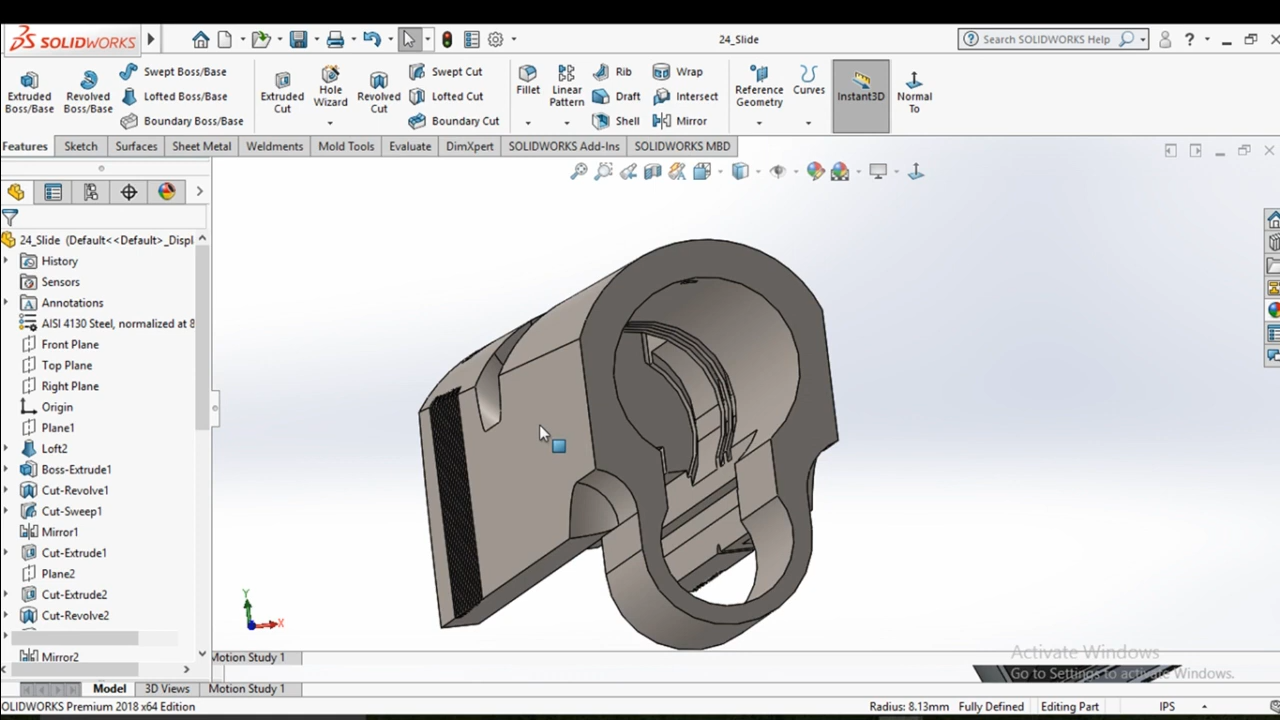 SOLIDWORKS
24_Slide
Search SOLIDWORKS Help
?
Extruded Boss/Base
Revolved Boss/Base
Swept Boss/Base
Lofted Boss/Base
Boundary Boss/Base
Extruded Cut
Hole Wizard
Revolved Cut
Swept Cut
Lofted Cut
Boundary Cut
Fillet
Linear Pattern
Rib
Draft
Shell
Wrap
Intersect
Mirror
Reference Geometry
Curves
Instant3D
Normal To
Features Sketch Surfaces Sheet Metal Weldments Mold Tools Evaluate DimXpert SOLIDWORKS Add-Ins SOLIDWORKS MBD
24_Slide (Default<<Default>_Displ
History
Sensors
Annotations
AISI 4130 Steel, normalized at 8
Front Plane
Top Plane
Right Plane
Origin
Plane1
Loft2
Boss-Extrude1
Cut-Revolve1
Cut-Sweep1
Mirror1
Cut-Extrude1
Plane2
Cut-Extrude2
Cut-Revolve2
Mirror2
Y
X
Motion Study 1
Activate Windows
Go to Settings to activate Windows.
Model 3D Views Motion Study 1
SOLIDWORKS Premium 2018 x64 Edition
Radius: 8.13mm Fully Defined Editing Part IPS